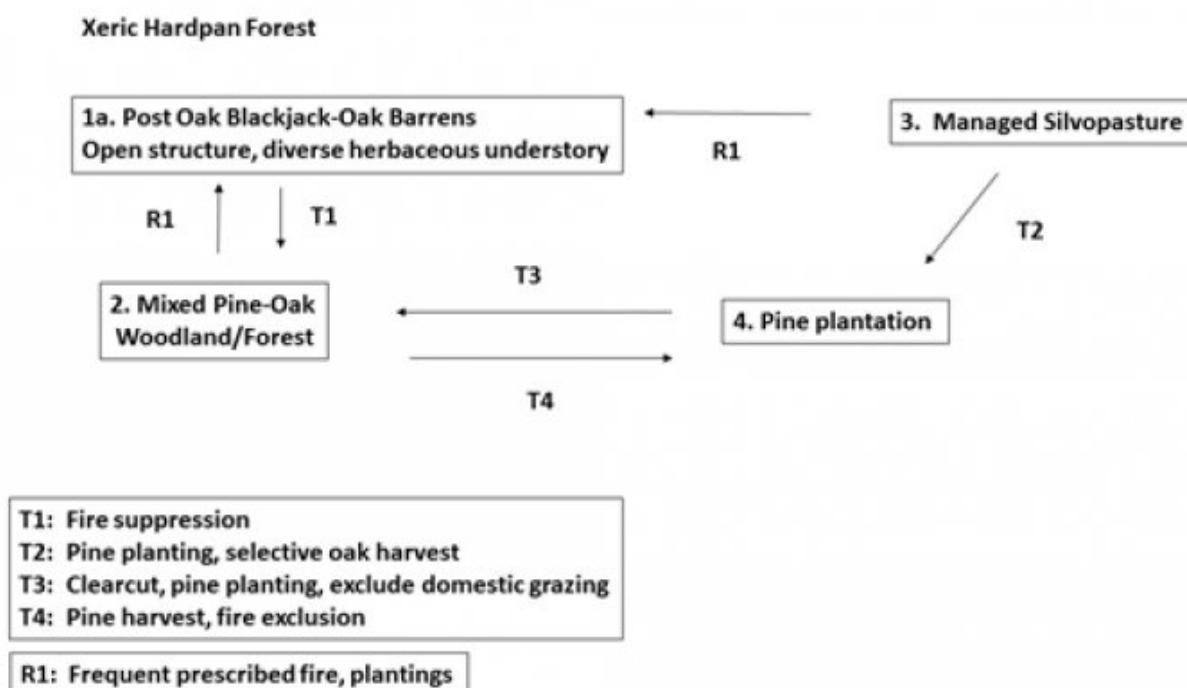 Xeric Hardpan Forest
1a. Post Oak Blackjack-Oak Barrens
Open structure, diverse herbaceous understory
3. Managed Silvopasture
R1
R1
T1
T2
2. Mixed Pine-Oak
Woodland/Forest
T3
4. Pine plantation
T4
T1: Fire suppression
T2: Pine planting, selective oak harvest
T3: Clearcut, pine planting, exclude domestic grazing
T4: Pine harvest, fire exclusion
R1: Frequent prescribed fire, plantings